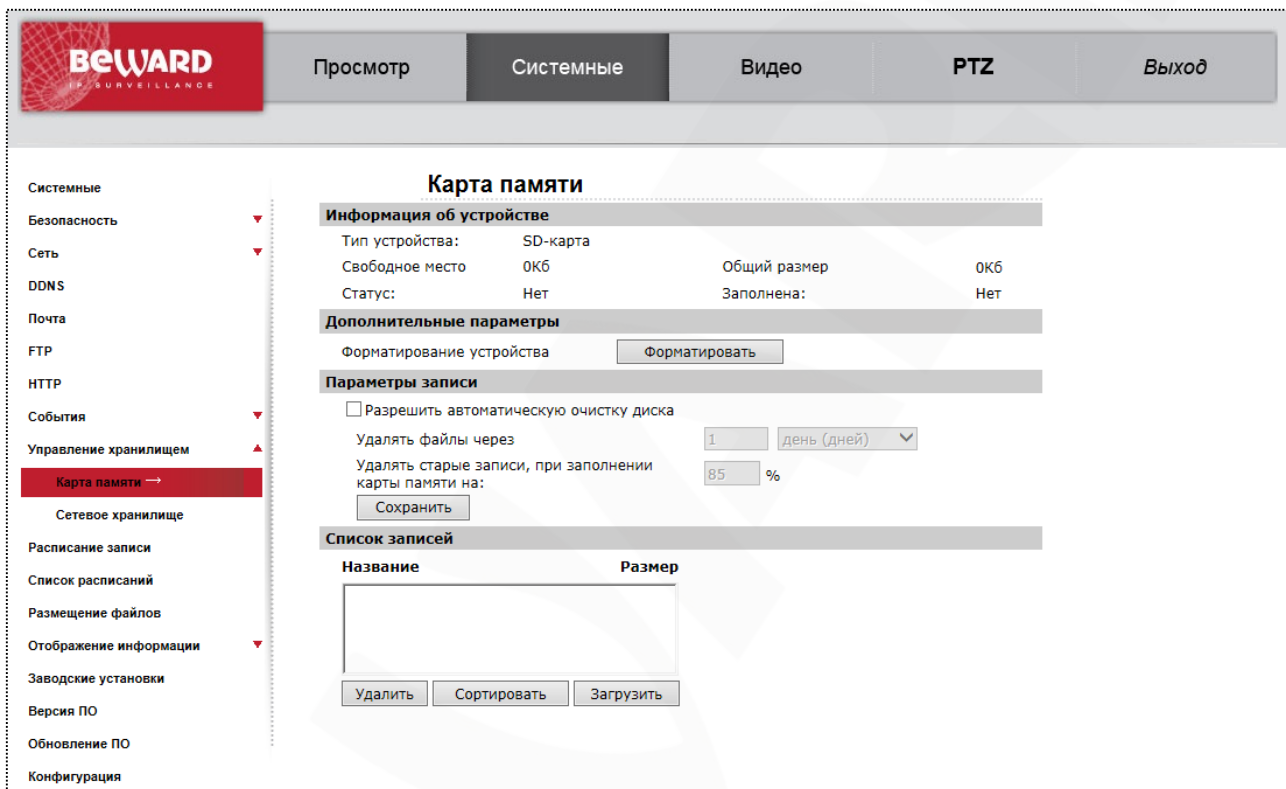 BEWARD
IP SURVEILLANCE
Просмотр Системные Видео PTZ Выход
Системные
Безопасность
Сеть
DDNS
Почта
FTP
HTTP
События
Управление хранилищем
Карта памяти →
Сетевое хранилище
Расписание записи
Список расписаний
Размещение файлов
Отображение информации
Заводские установки
Версия ПО
Обновление ПО
Конфигурация
Карта памяти
Информация об устройстве
Тип устройства: SD-карта
Свободное место 0Кб Общий размер 0Кб
Статус: Нет Заполнена: Нет
Дополнительные параметры
Форматирование устройства Форматировать
Параметры записи
Разрешить автоматическую очистку диска
Удалять файлы через 1 день (дней)
Удалять старые записи, при заполнении
карты памяти на: 85 %
Сохранить
Список записей
Название Размер
Удалить Сортировать Загрузить